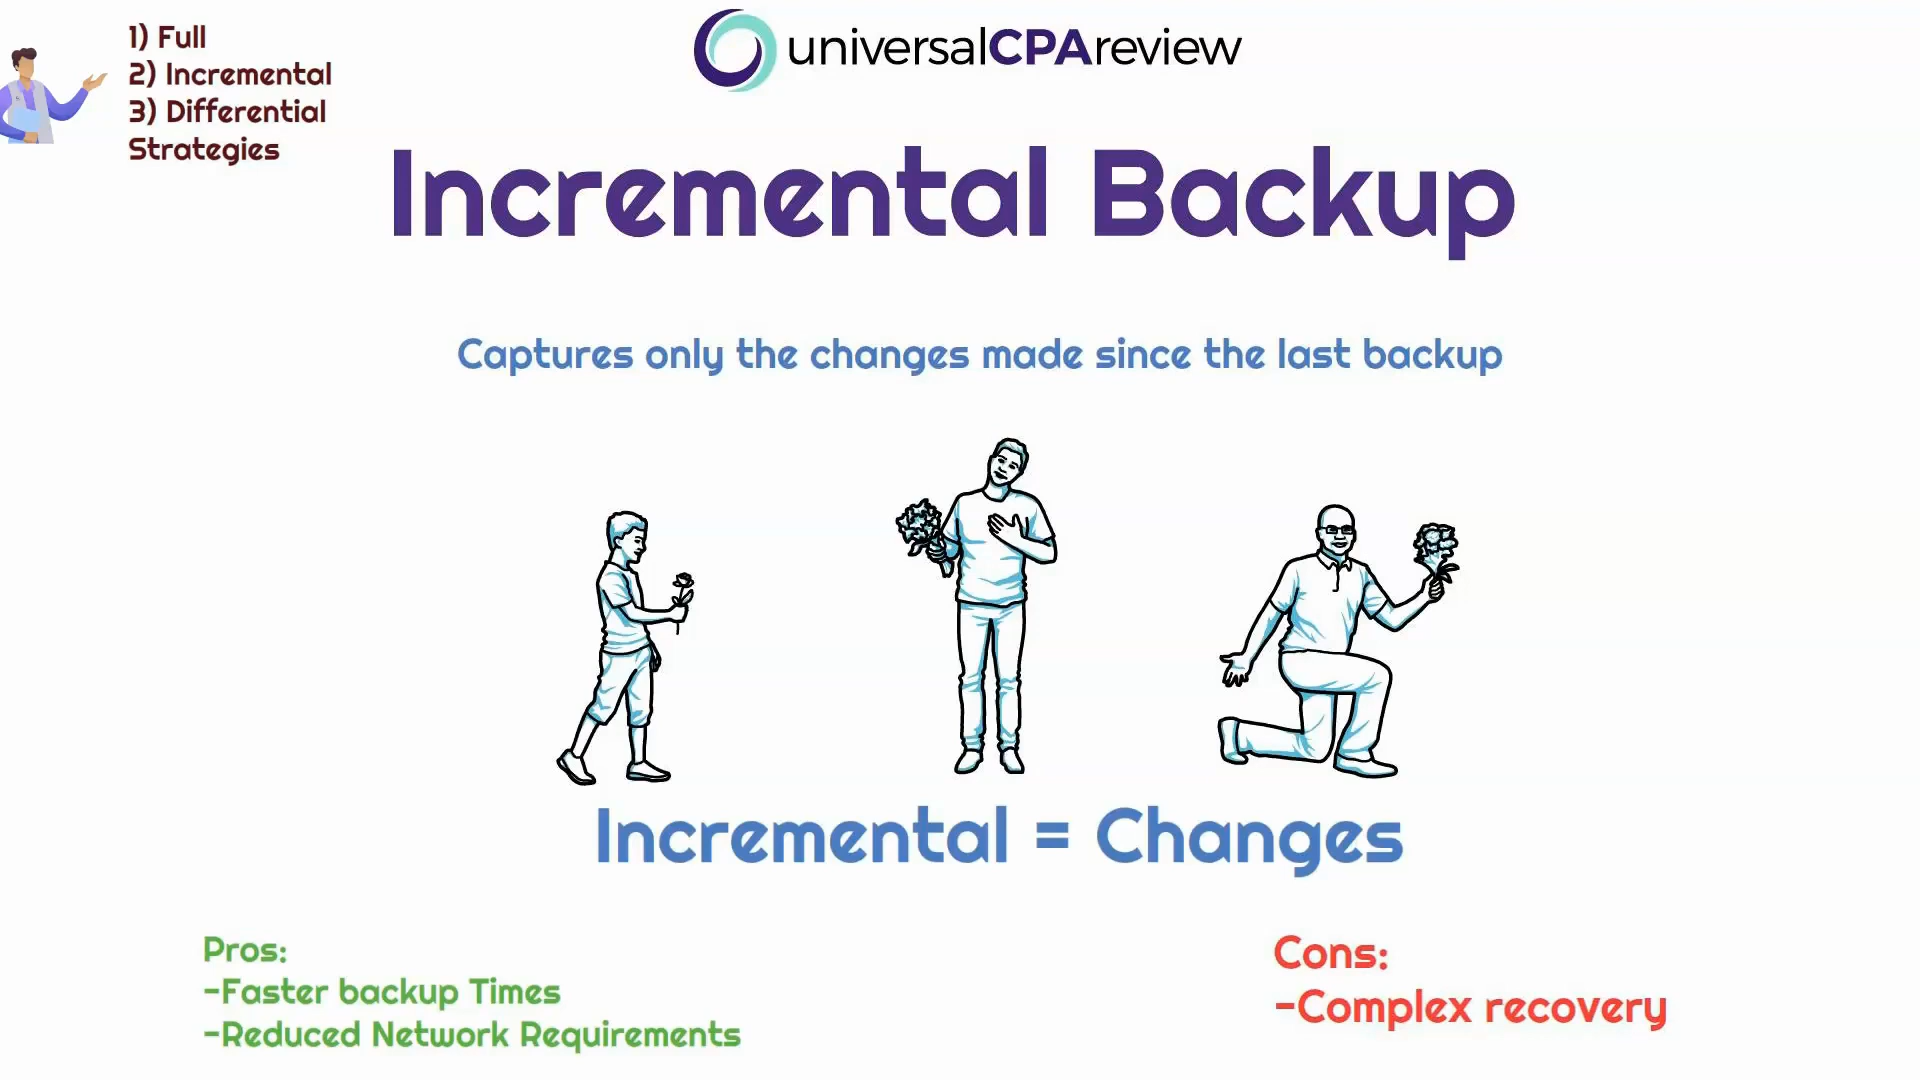 1) Full
2) Incremental
3) Differential
Strategies
universalCPAreview
Incremental Backup
Captures only the changes made since the last backup
Incremental = Changes
Pros:
-Faster backup Times
-Reduced Network Requirements
Cons:
-Complex recovery